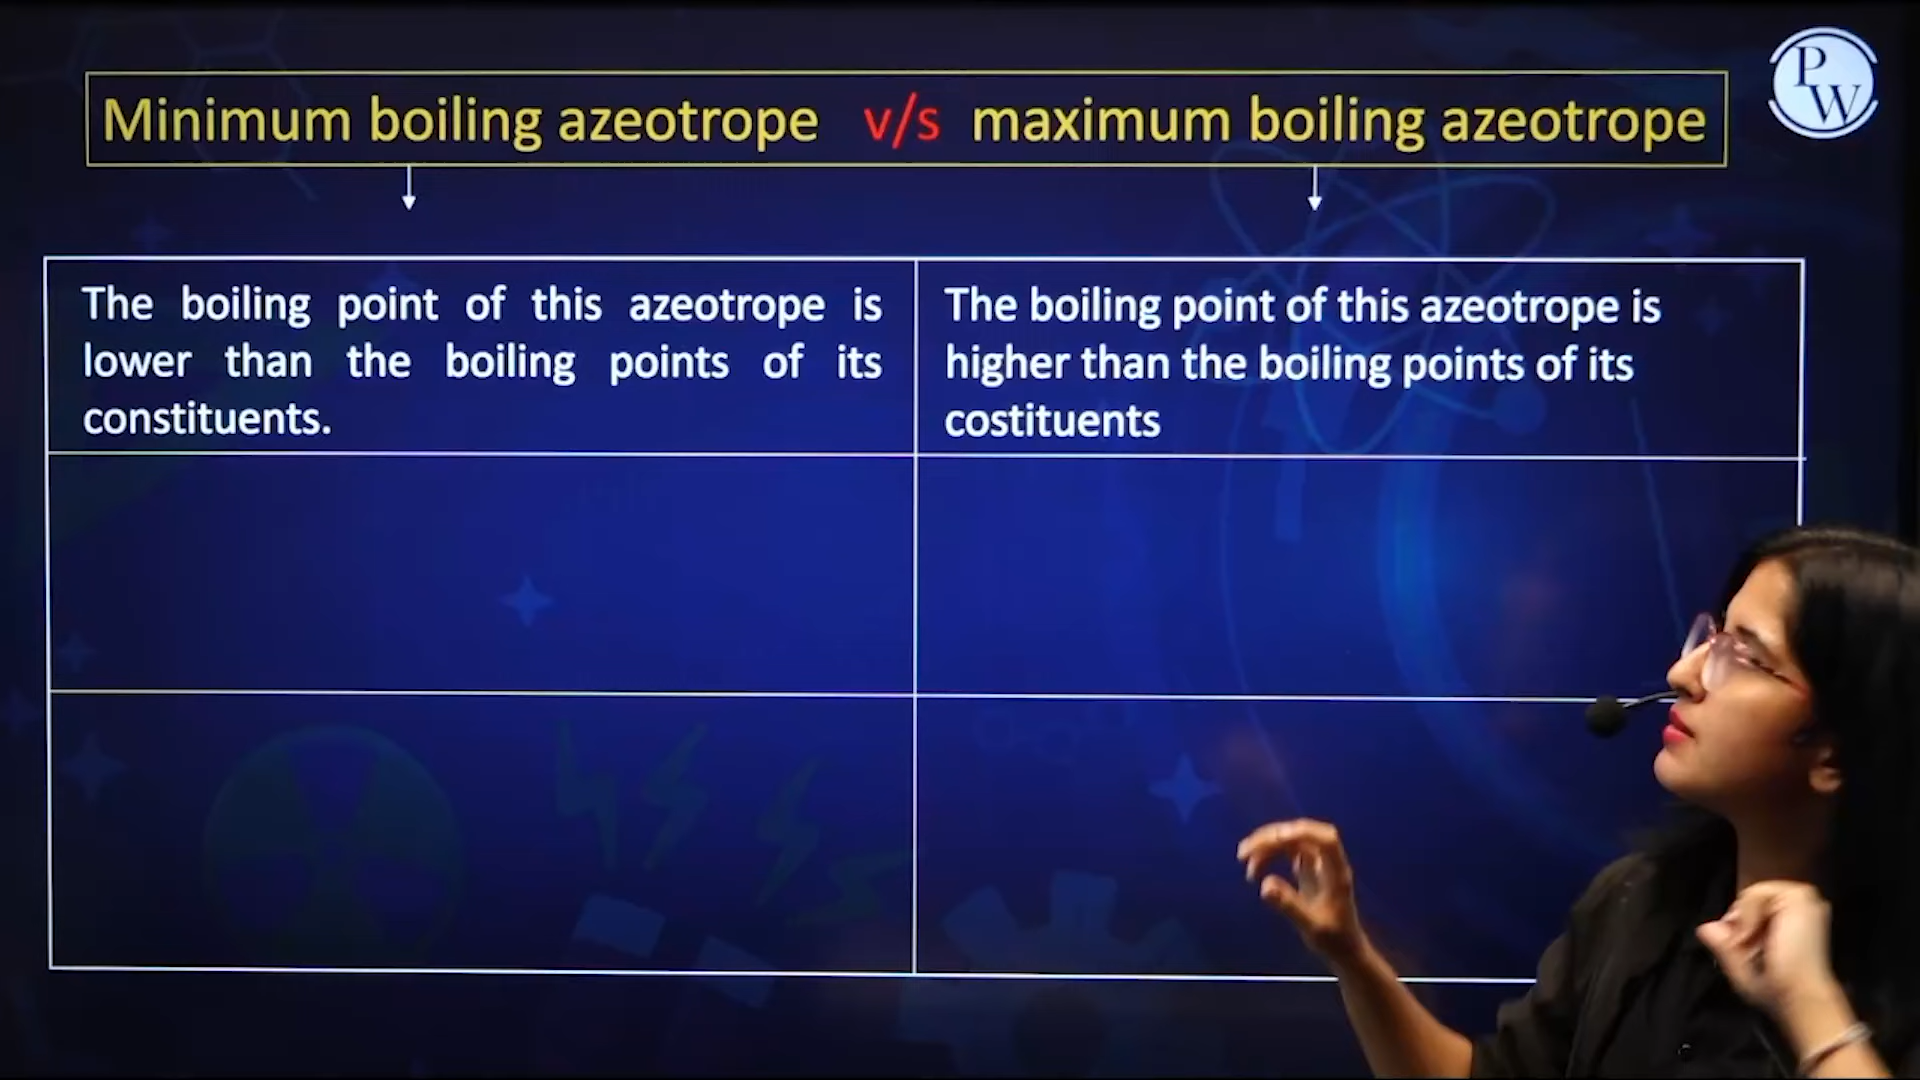 Minimum boiling azeotrope v/s maximum boiling azeotrope
PW
The boiling point of this azeotrope is
lower than the boiling points of its
constituents.
The boiling point of this azeotrope is
higher than the boiling points of its
costituents